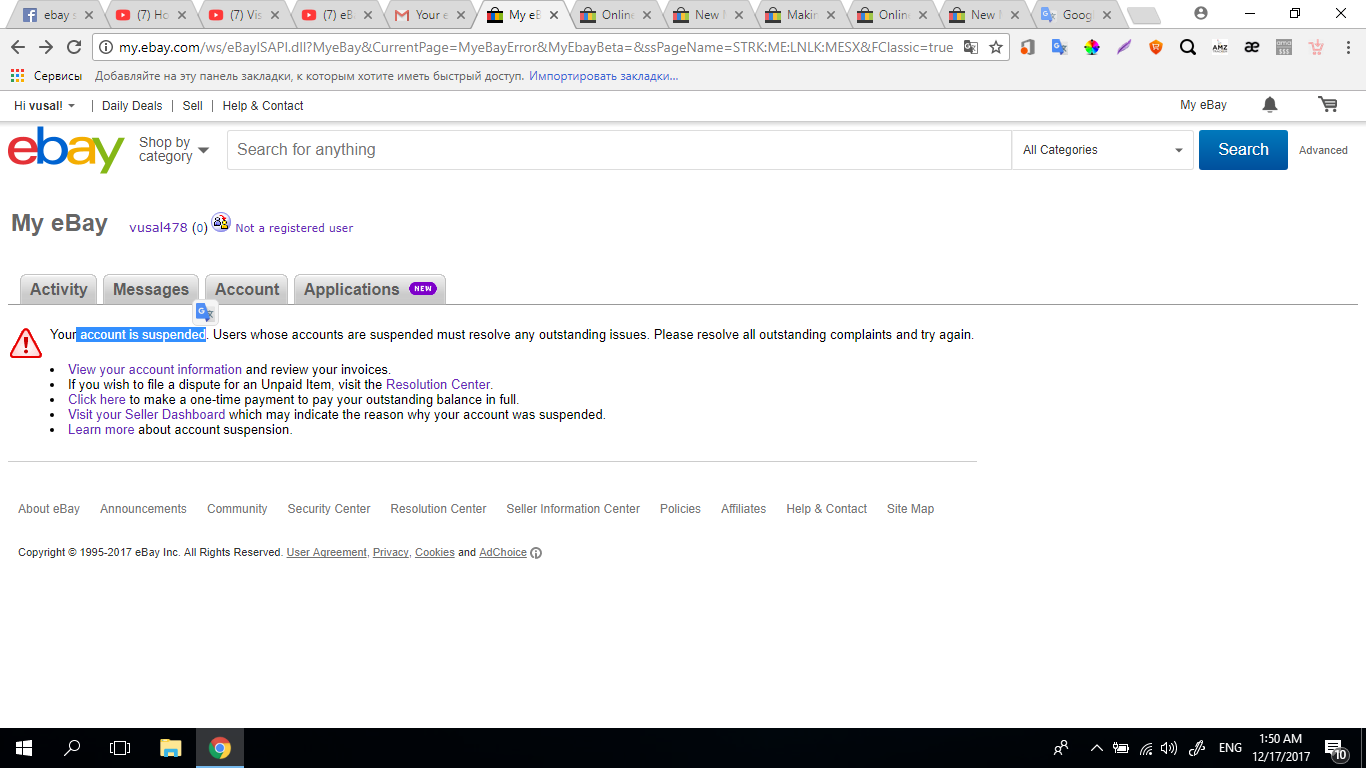 ebay s
(7) Ho
(7) Vis
(7) eB
Your e
My eB
Online
New M
Makin
Online
New M
Goog
my.ebay.com/ws/eBayISAPI.dll?MyeBay&CurrentPage=MyeBayError&MyEbayBeta=&ssPageName=STRK:ME:LNLK:MESX&FClassic=true
AMZ
æ
Сервисы
Добавляйте на эту панель закладки, к которым хотите иметь быстрый доступ. Импортировать закладки...
Hi vusal!
Daily Deals
Sell
Help & Contact
My eBay
ebay
Shop by
category
Search for anything
All Categories
Search
Advanced
My eBay
vusal478 (0) Not a registered user
Activity
Messages
Account
Applications NEW
Your account is suspended. Users whose accounts are suspended must resolve any outstanding issues. Please resolve all outstanding complaints and try again.
• View your account information and review your invoices.
• If you wish to file a dispute for an Unpaid Item, visit the Resolution Center.
• Click here to make a one-time payment to pay your outstanding balance in full.
• Visit your Seller Dashboard which may indicate the reason why your account was suspended.
• Learn more about account suspension.
About eBay
Announcements
Community
Security Center
Resolution Center
Seller Information Center
Policies
Affiliates
Help & Contact
Site Map
Copyright © 1995-2017 eBay Inc. All Rights Reserved. User Agreement, Privacy, Cookies and AdChoice
ENG
1:50 AM
12/17/2017
10